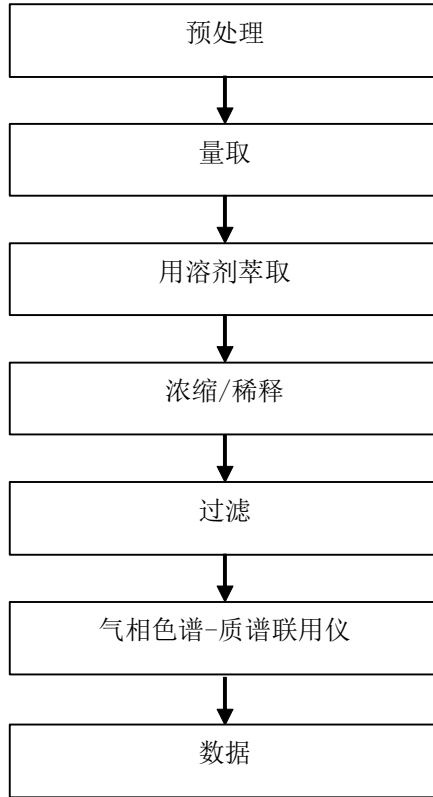 预处理
量取
用溶剂萃取
浓缩/稀释
过滤
气相色谱-质谱联用仪
数据